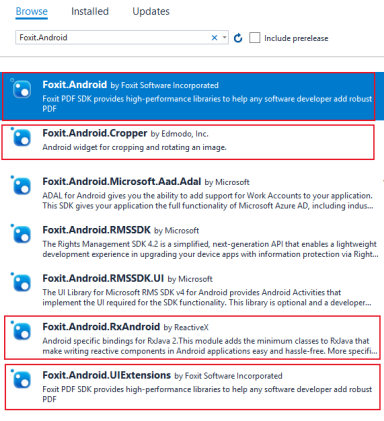 Browse Installed Updates
Foxit.Android Include prerelease
Foxit.Android by Foxit Software Incorporated
Foxit PDF SDK provides high-performance libraries to help any software developer add robust
PDF
Foxit.Android.Cropper by Edmodo, Inc.
Android widget for cropping and rotating an image.
Foxit.Android.Microsoft.Aad.Adal by Microsoft
ADAL for Android gives you the ability to add support for Work Accounts to your application.
This SDK gives your application the full functionality of Microsoft Azure AD, including indus...
Foxit.Android.RMSSDK by Microsoft
The Rights Management SDK 4.2 is a simplified, next-generation API that enables a lightweight
development experience in upgrading your device apps with information protection via Right...
Foxit.Android.RMSSDK.UI by Microsoft
The UI Library for Microsoft RMS SDK v4 for Android provides Android Activities that
implement the UI required for the SDK functionality. This library is optional and a developer...
Foxit.Android.RxAndroid by ReactiveX
Android specific bindings for RxJava 2.This module adds the minimum classes to RxJava that
make writing reactive components in Android applications easy and hassle-free. More specifi...
Foxit.Android.UIExtensions by Foxit Software Incorporated
Foxit PDF SDK provides high-performance libraries to help any software developer add robust
PDF